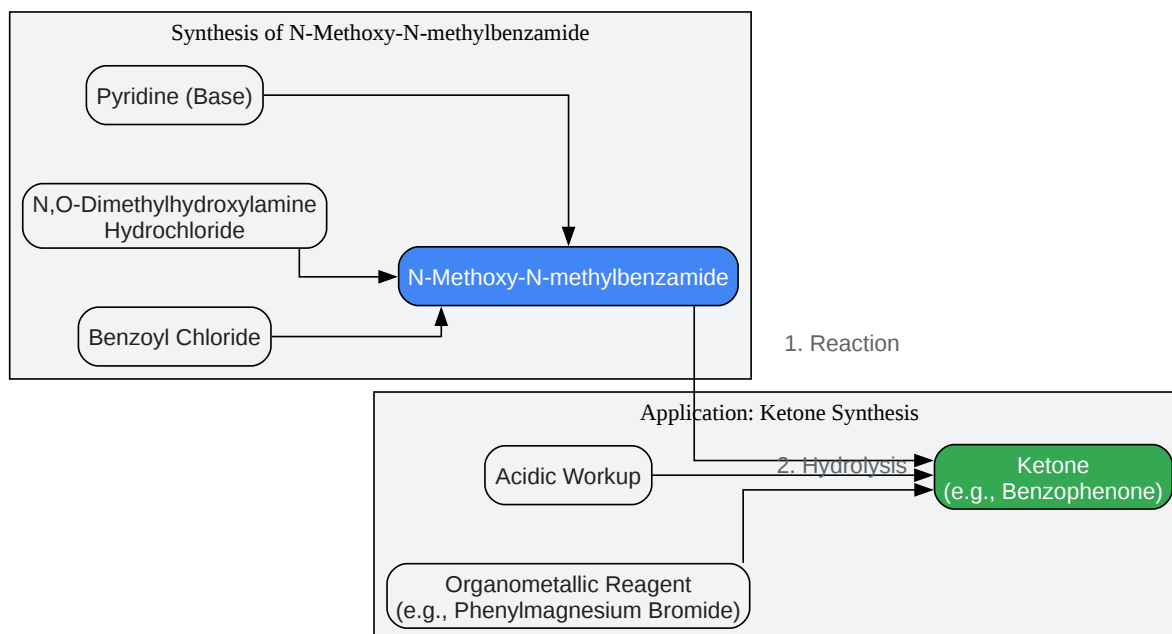 Synthesis of N-Methoxy-N-methylbenzamide
Pyridine (Base)
N,O-Dimethylhydroxylamine
Hydrochloride
N-Methoxy-N-methylbenzamide
Benzoyl Chloride
1. Reaction
Application: Ketone Synthesis
Acidic Workup
2. Hydrolysis
Ketone
(e.g., Benzophenone)
Organometallic Reagent
(e.g., Phenylmagnesium Bromide)